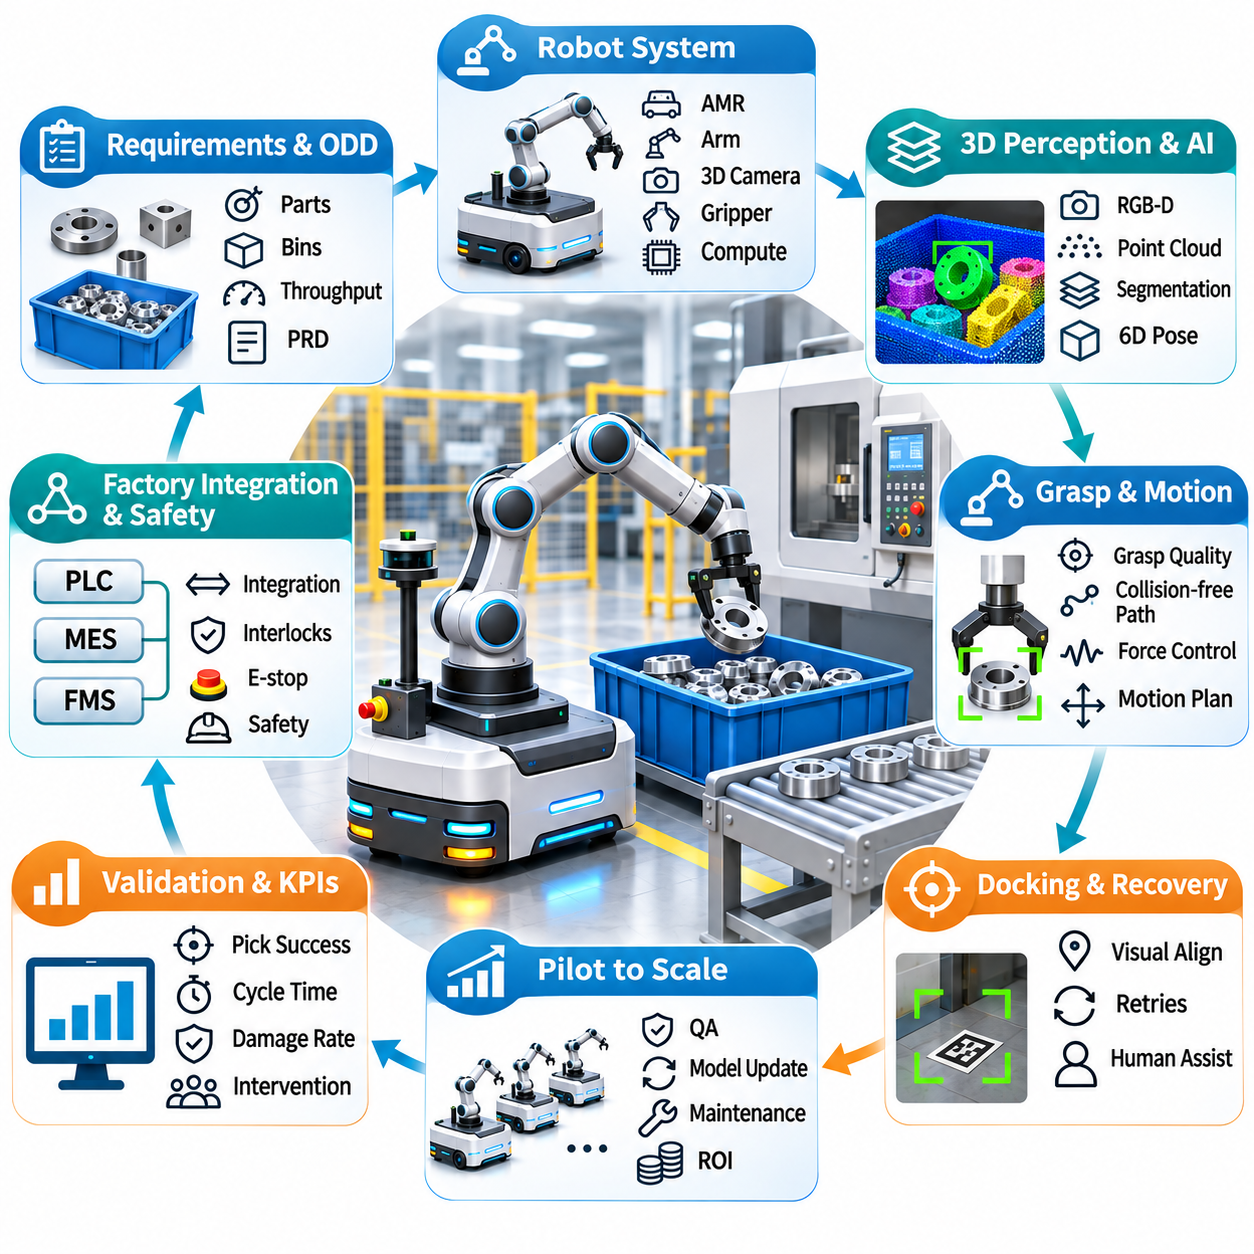 Robot System
AMR
Arm
3D Camera
Gripper
Compute
Requirements & ODD
Parts
Bins
Throughput
PRD
3D Perception & AI
RGB-D
Point Cloud
Segmentation
6D Pose
Factory Integration
& Safety
PLC
MES
FMS
Integration
Interlocks
E-stop
Safety
Grasp & Motion
Grasp Quality
Collision-free
Path
Force Control
Motion Plan
Validation & KPIs
Pick Success
Cycle Time
Damage Rate
Intervention
Pilot to Scale
QA
Model Update
Maintenance
ROI
Docking & Recovery
Visual Align
Retries
Human Assist